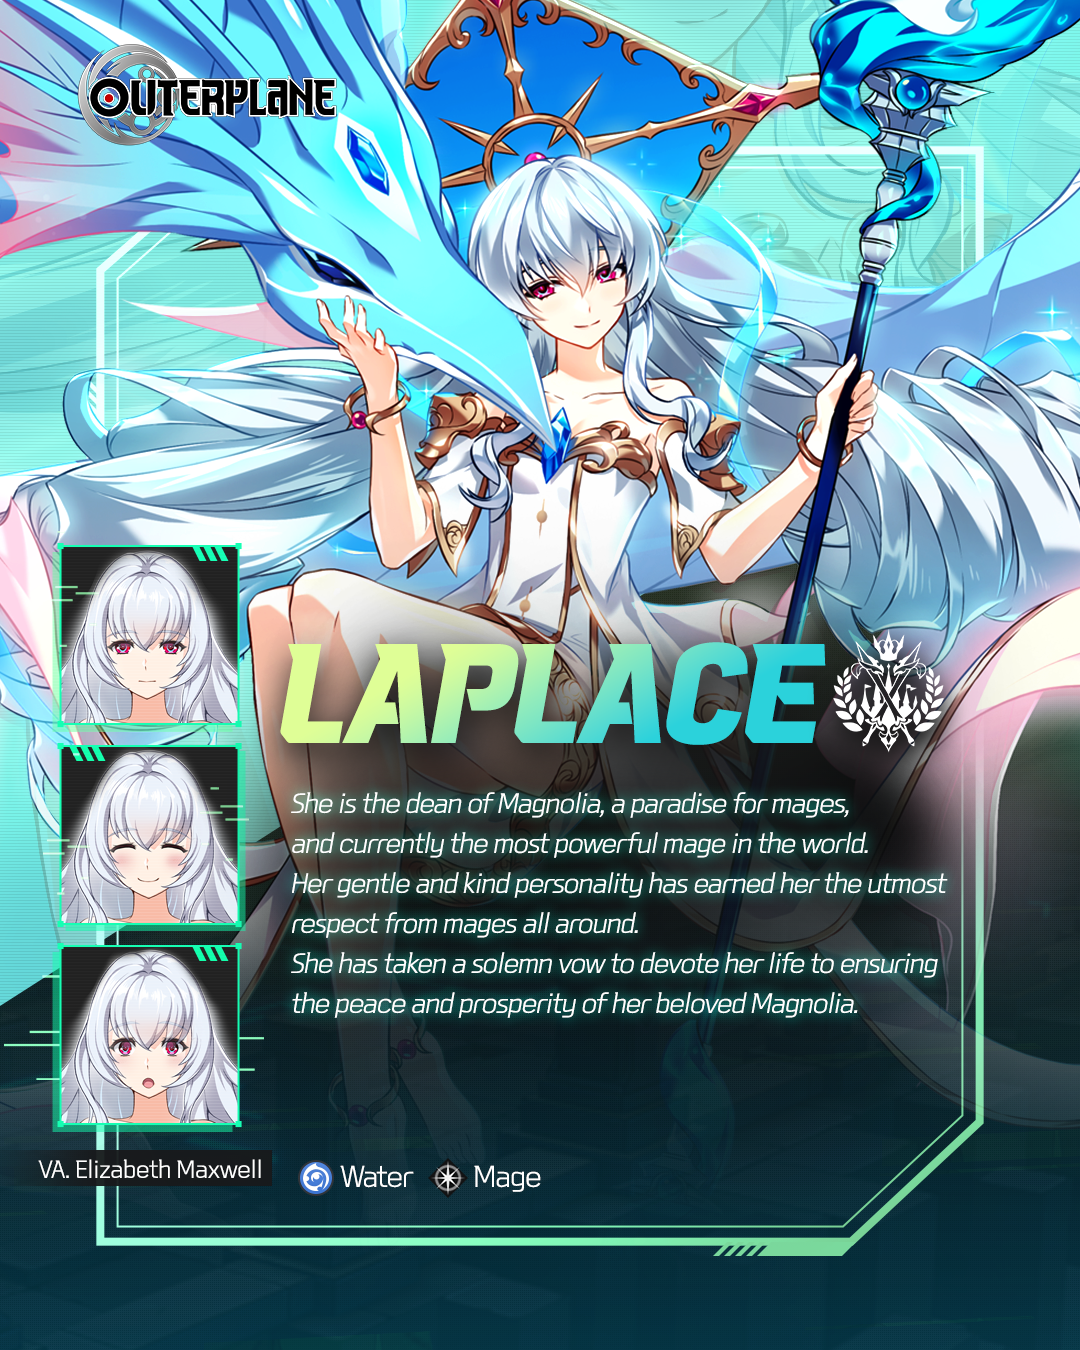 OUTERPLANE
LAPLACE
She is the dean of Magnolia, a paradise for mages,
and currently the most powerful mage in the world.
Her gentle and kind personality has earned her the utmost
respect from mages all around.
She has taken a solemn vow to devote her life to ensuring
the peace and prosperity of her beloved Magnolia.
VA. Elizabeth Maxwell
Water Mage